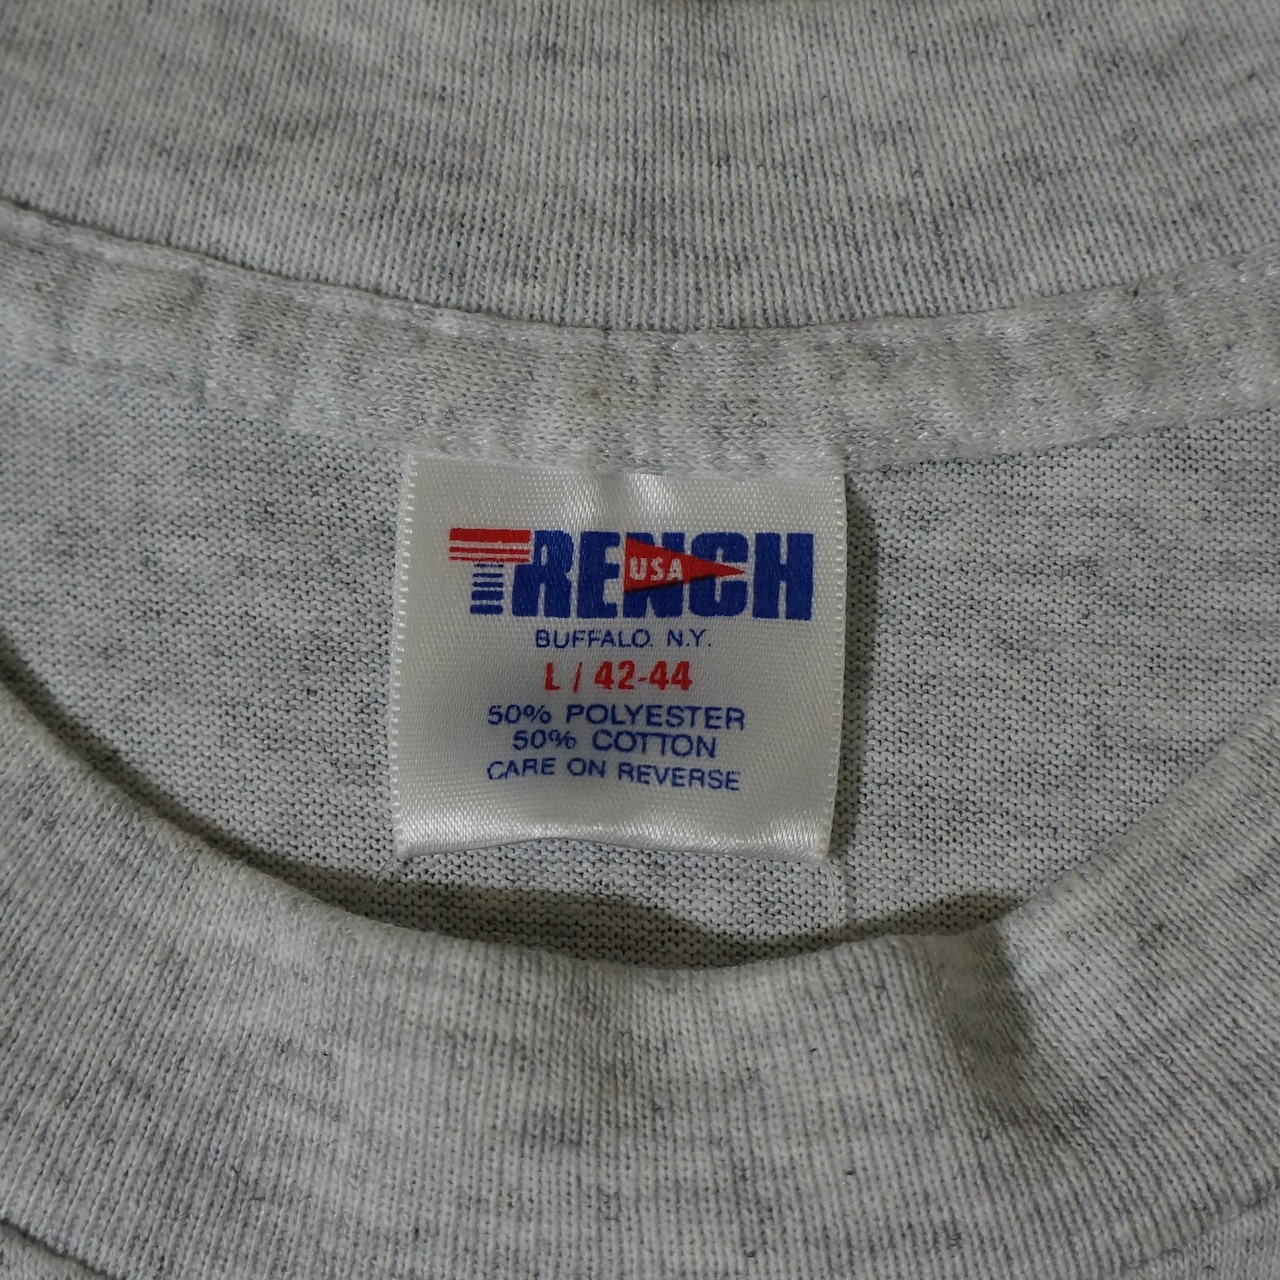 TRENCH
USA
BUFFALO, N.Y.
L / 42-44
50% POLYESTER
50% COTTON
CARE ON REVERSE